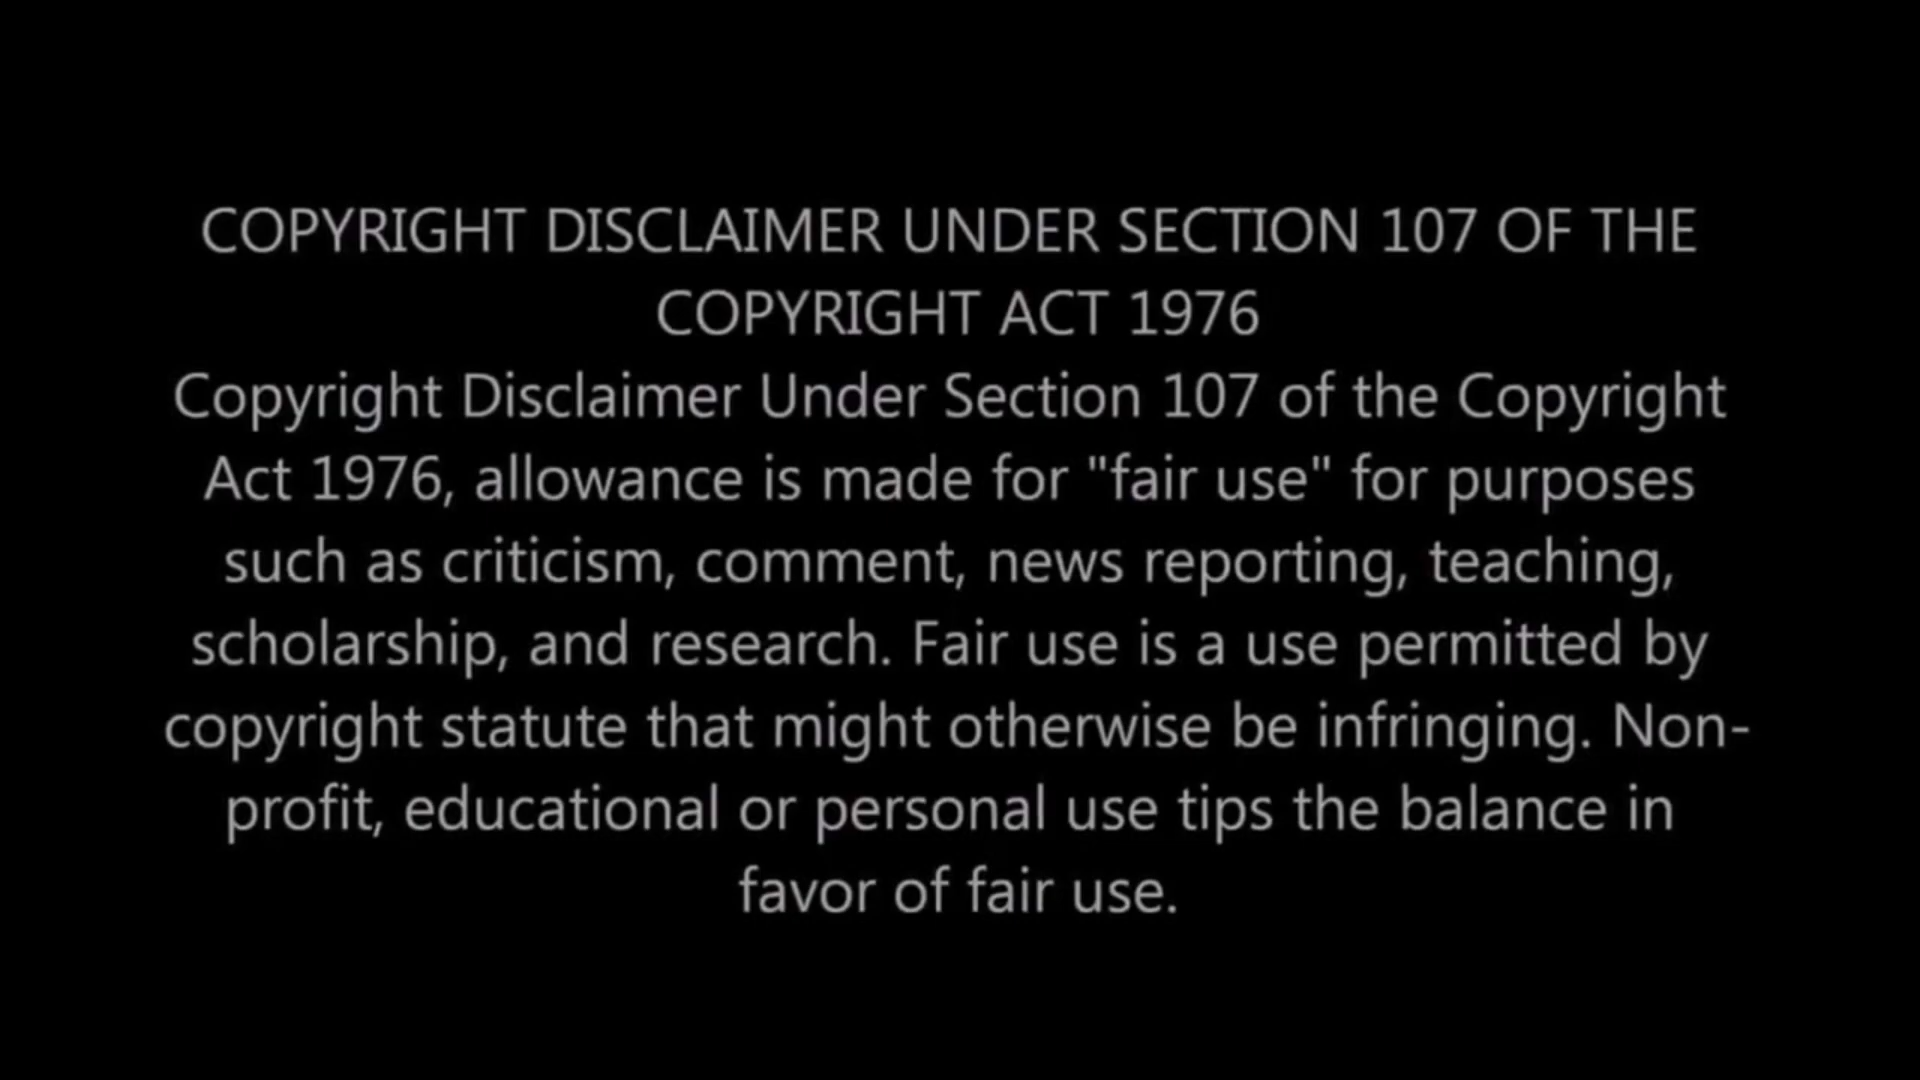 COPYRIGHT DISCLAIMER UNDER SECTION 107 OF THE
COPYRIGHT ACT 1976
Copyright Disclaimer Under Section 107 of the Copyright
Act 1976, allowance is made for "fair use" for purposes
such as criticism, comment, news reporting, teaching,
scholarship, and research. Fair use is a use permitted by
copyright statute that might otherwise be infringing. Non-
profit, educational or personal use tips the balance in
favor of fair use.